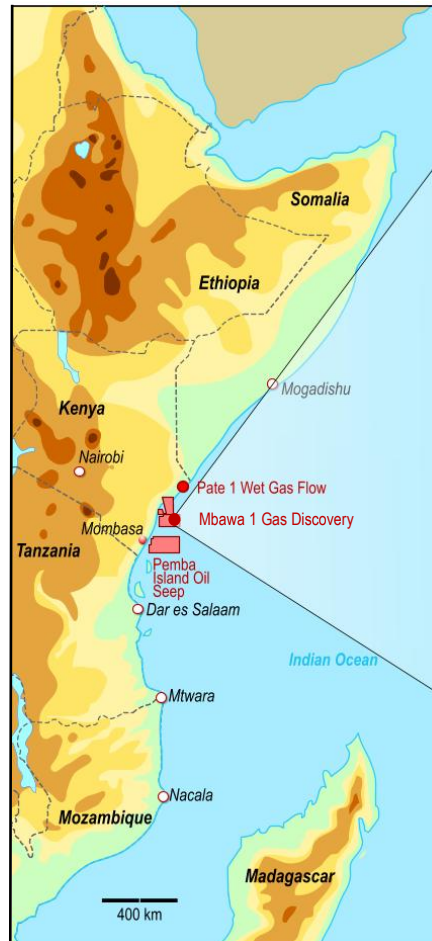 Somalia
Ethiopia
Mogadishu
Kenya
Nairobi
Pate 1 Wet Gas Flow
Mbawa 1 Gas Discovery
Mombasa
Tanzania
Pemba
Island Oil
Seep
Dar es Salaam
Indian Ocean
Mtwara
Nacala
Mozambique
Madagascar
400 km